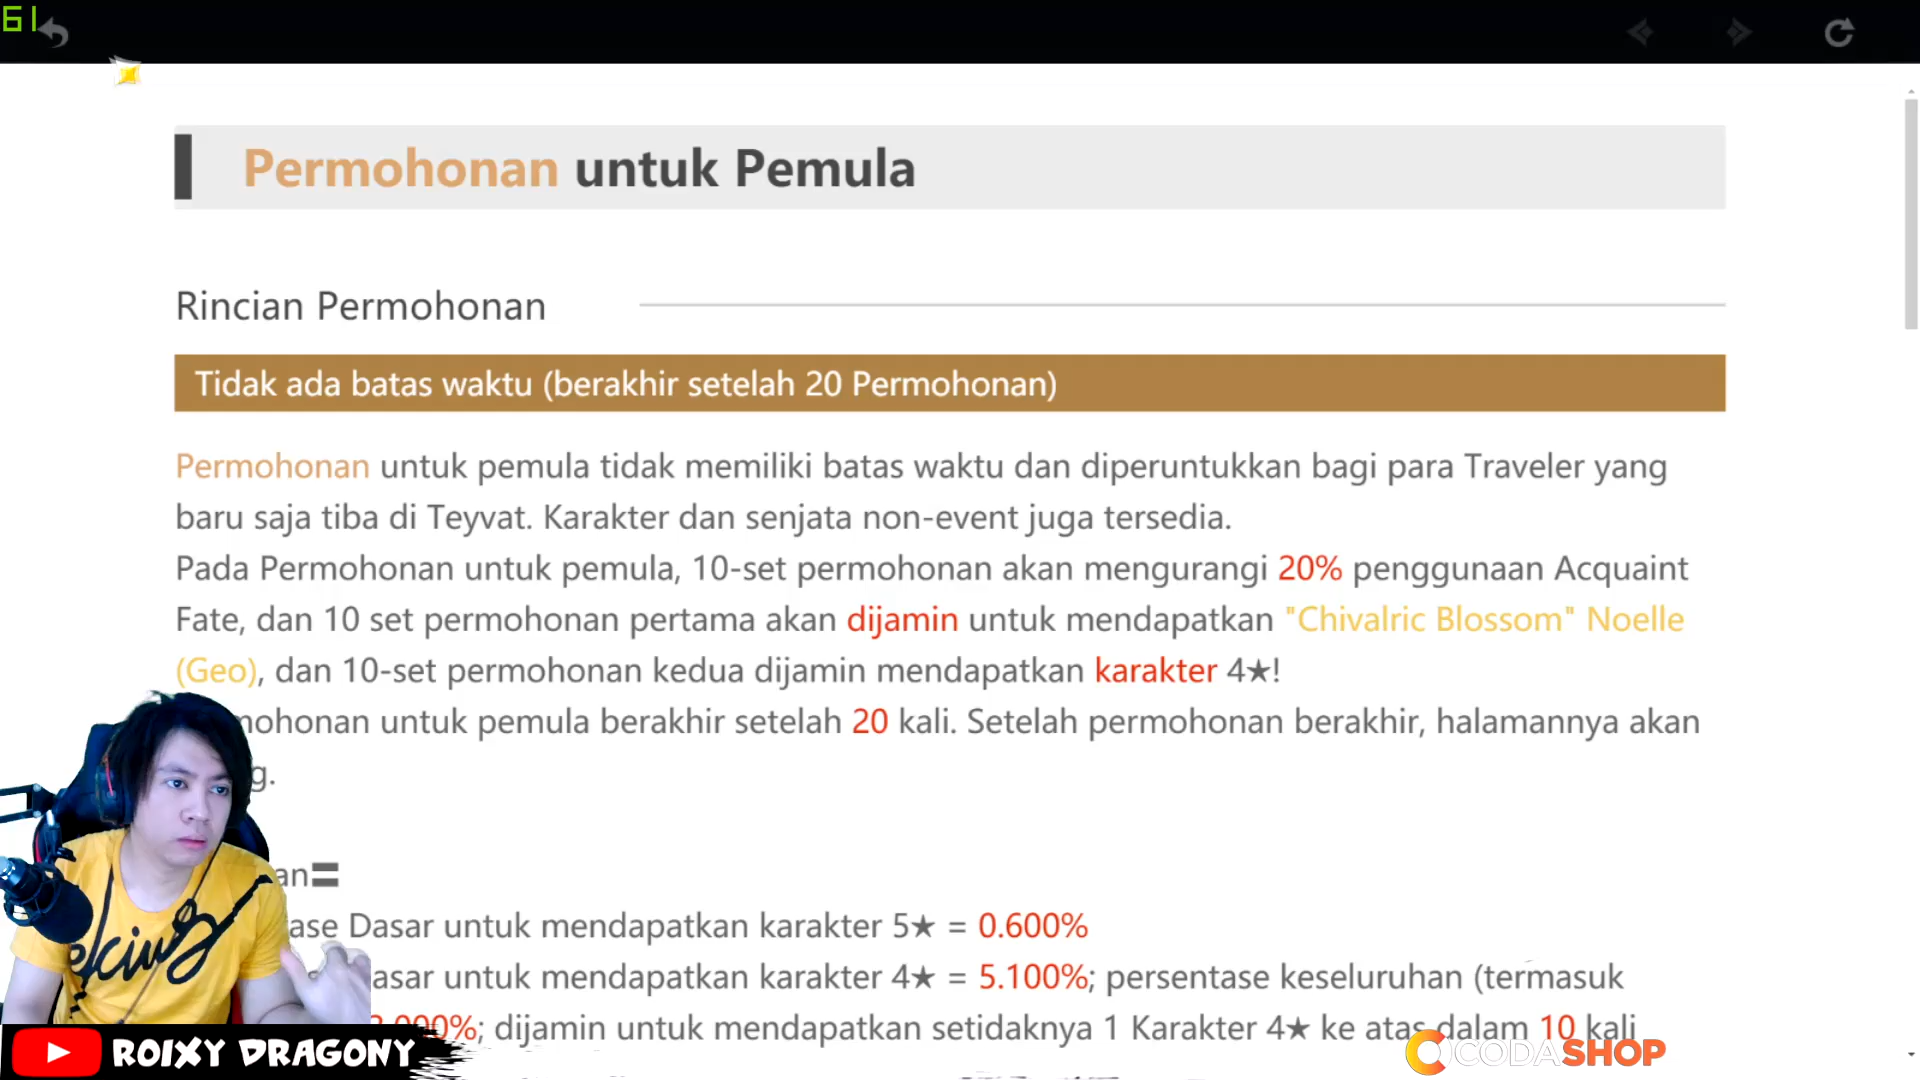 61
Permohonan untuk Pemula
Rincian Permohonan
Tidak ada batas waktu (berakhir setelah 20 Permohonan)
Permohonan untuk pemula tidak memiliki batas waktu dan diperuntukkan bagi para Traveler yang
baru saja tiba di Teyvat. Karakter dan senjata non-event juga tersedia.
Pada Permohonan untuk pemula, 10-set permohonan akan mengurangi 20% penggunaan Acquaint
Fate, dan 10 set permohonan pertama akan dijamin untuk mendapatkan "Chivalric Blossom" Noelle
(Geo), dan 10-set permohonan kedua dijamin mendapatkan karakter 4★!
mohonan untuk pemula berakhir setelah 20 kali. Setelah permohonan berakhir, halamannya akan
g.
an〓
ase Dasar untuk mendapatkan karakter 5★ = 0.600%
asar untuk mendapatkan karakter 4★ = 5.100%; persentase keseluruhan (termasuk
%; dijamin untuk mendapatkan setidaknya 1 Karakter 4★ ke atas dalam 10 kali
ROIXY DRAGONY
CODASHOP